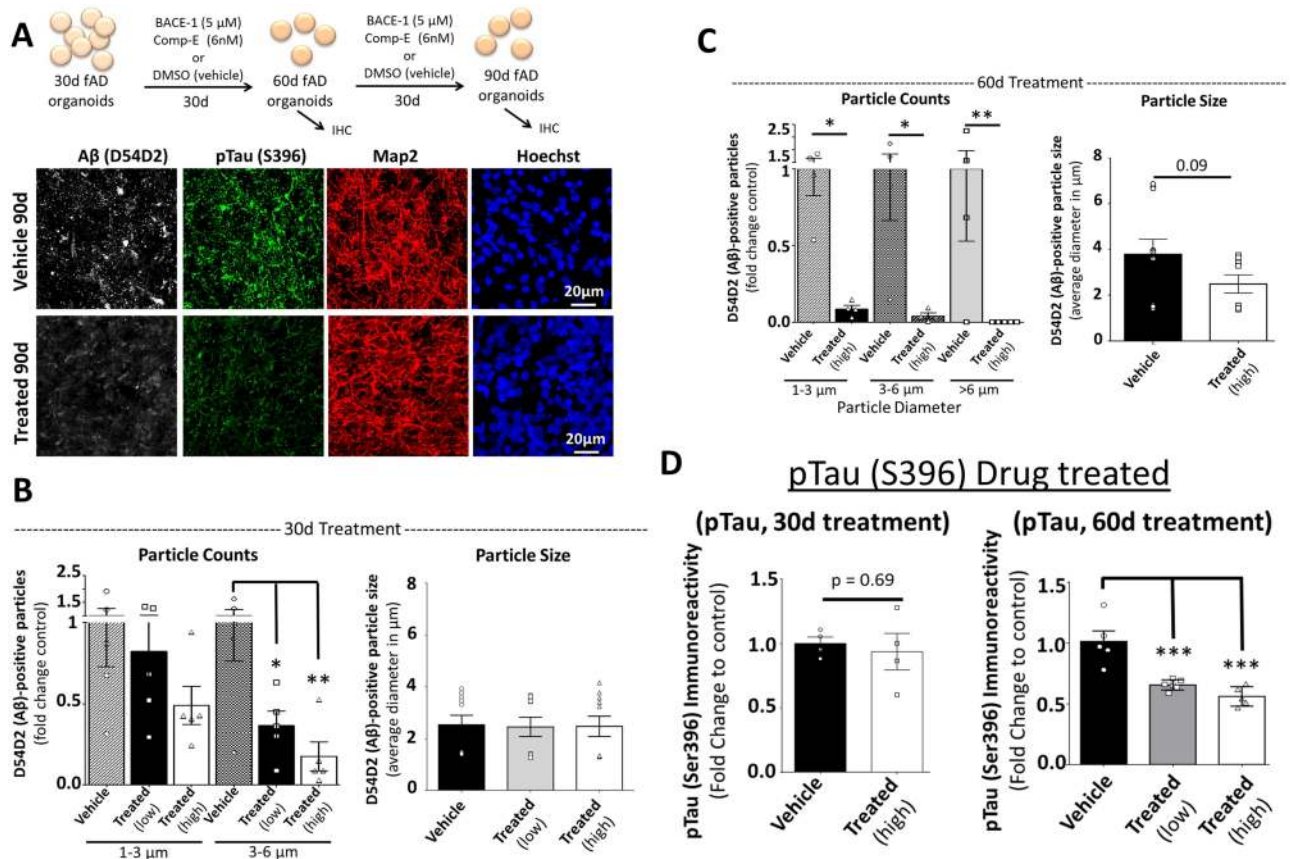 A
BACE-1 (5 µM)
Comp-E (6nM)
or
DMSO (vehicle)
30d
BACE-1 (5 µM)
Comp-E (6nM)
or
DMSO (vehicle)
30d
30d fAD
organoids
60d fAD
organoids
90d fAD
organoids
IHC
IHC
Aβ (D54D2)
pTau (S396)
Map2
Hoechst
Vehicle 90d
20µm
Treated 90d
20µm
B
30d Treatment
Particle Counts
D54D2 (Aβ)-positive particles
(fold change control)
2.5
1.5
1
0.5
0.0
*
**
Vehicle
Treated
(low)
Treated
(high)
Vehicle
Treated
(low)
Treated
(high)
1-3 µm
3-6 µm
Particle Size
D54D2 (Aβ)-positive particle size
(average diameter in µm)
8
6
4
2
0
Vehicle
Treated
(low)
Treated
(high)
C
60d Treatment
Particle Counts
D54D2 (Aβ)-positive particles
(fold change control)
2.5
1.5
1
0.5
0.0
*
*
**
Vehicle
Treated
(high)
Vehicle
Treated
(high)
Vehicle
Treated
(high)
1-3 µm
3-6 µm
>6 µm
Particle Diameter
Particle Size
D54D2 (Aβ)-positive particle size
(average diameter in µm)
8
6
4
2
0
0.09
Vehicle
Treated
(high)
D
pTau (S396) Drug treated
(pTau, 30d treatment)
pTau (Ser396) Immunoreactivity
(Fold Change to control)
1.5
1.0
0.5
0.0
p = 0.69
Vehicle
Treated
(high)
(pTau, 60d treatment)
pTau (Ser396) Immunoreactivity
(Fold Change to control)
1.5
1.0
0.5
0.0
***
***
Vehicle
Treated
(low)
Treated
(high)